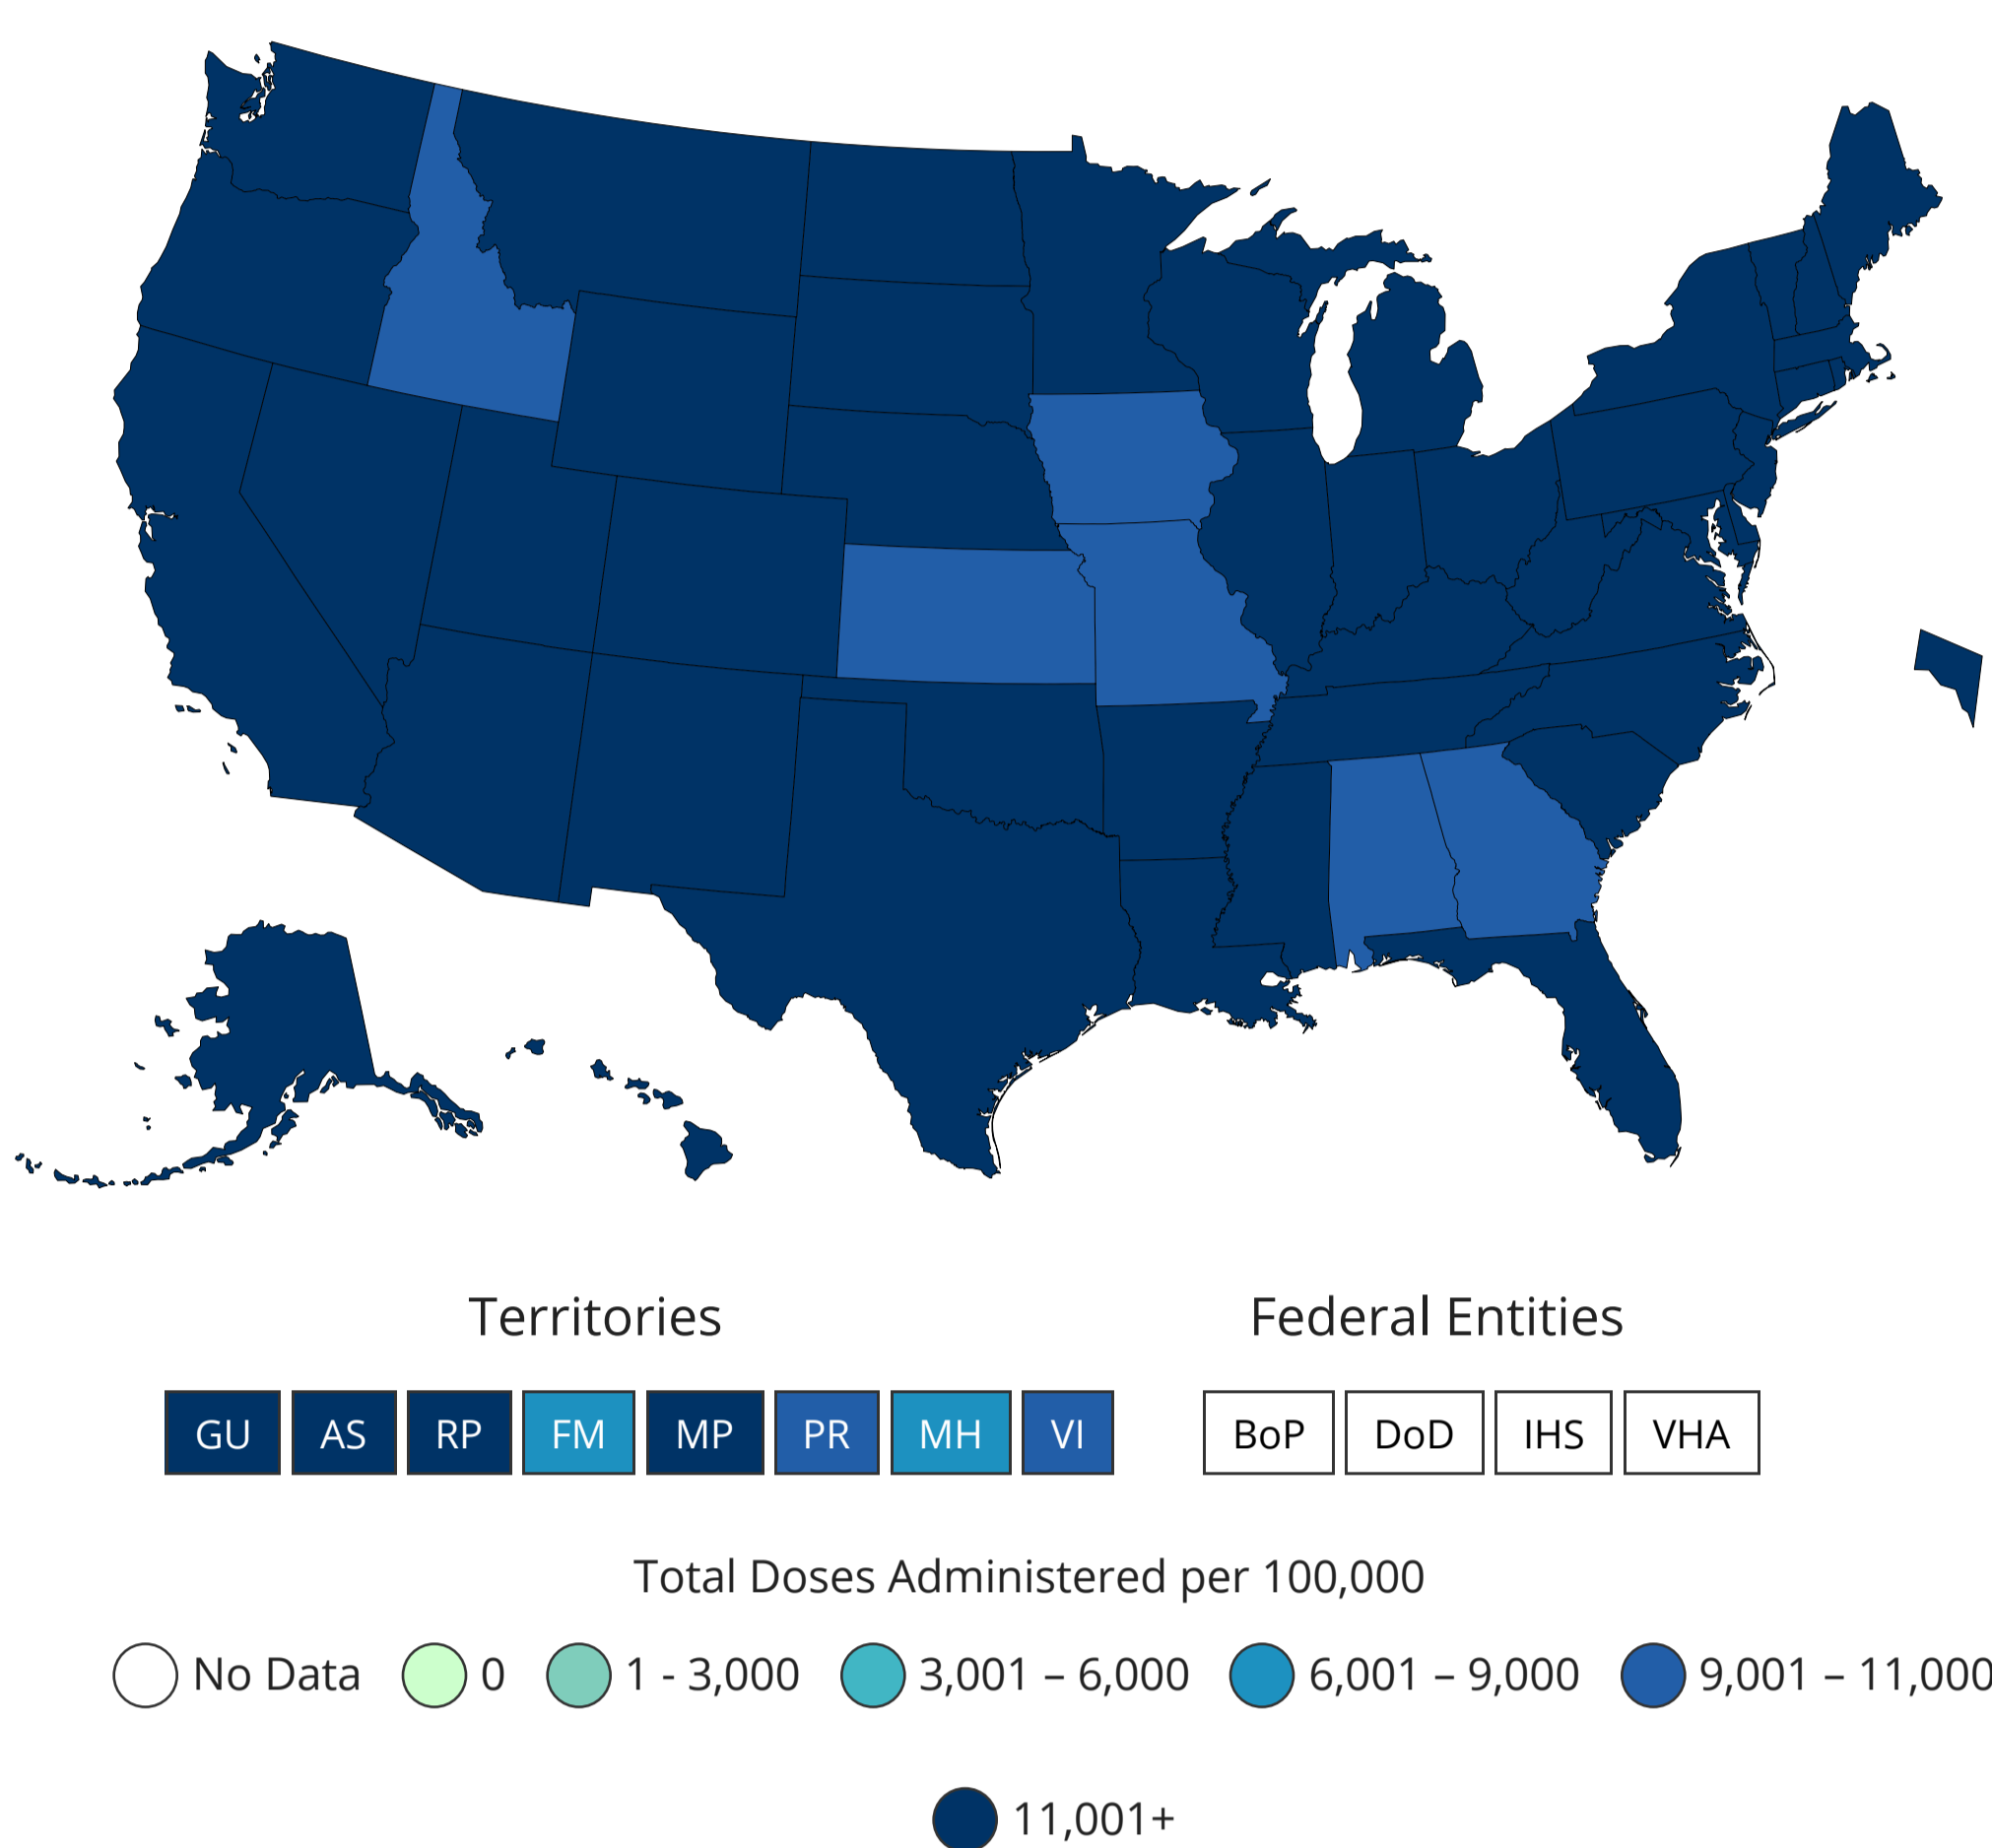 Territories
Federal Entities
GU AS RP FM MP PR MH VI
BoP DoD IHS VHA
Total Doses Administered per 100,000
No Data 0 1 - 3,000 3,001 – 6,000 6,001 – 9,000 9,001 – 11,000
11,001+